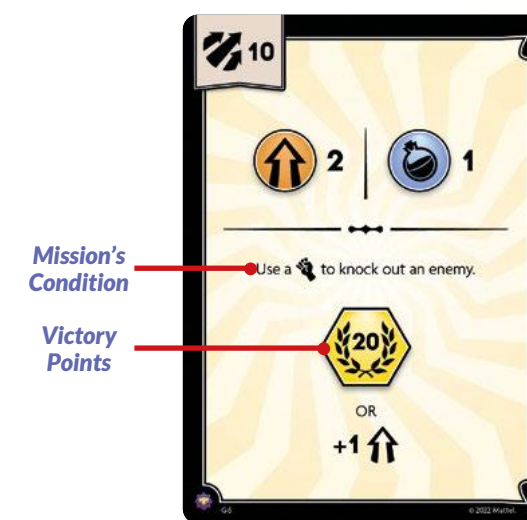 10
2
1
Mission's
Condition
Use a to knock out an enemy.
Victory
Points
20
OR
+1
G6
© 2022 Mattel.